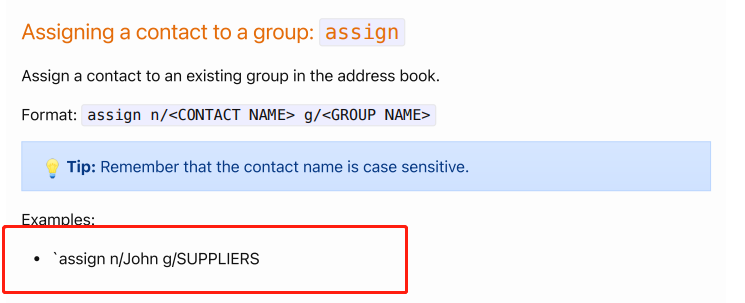 Assigning a contact to a group: assign
Assign a contact to an existing group in the address book.
Format: assign n/<CONTACT NAME> g/<GROUP NAME>
💡 Tip: Remember that the contact name is case sensitive.
Examples:
• `assign n/John g/SUPPLIERS